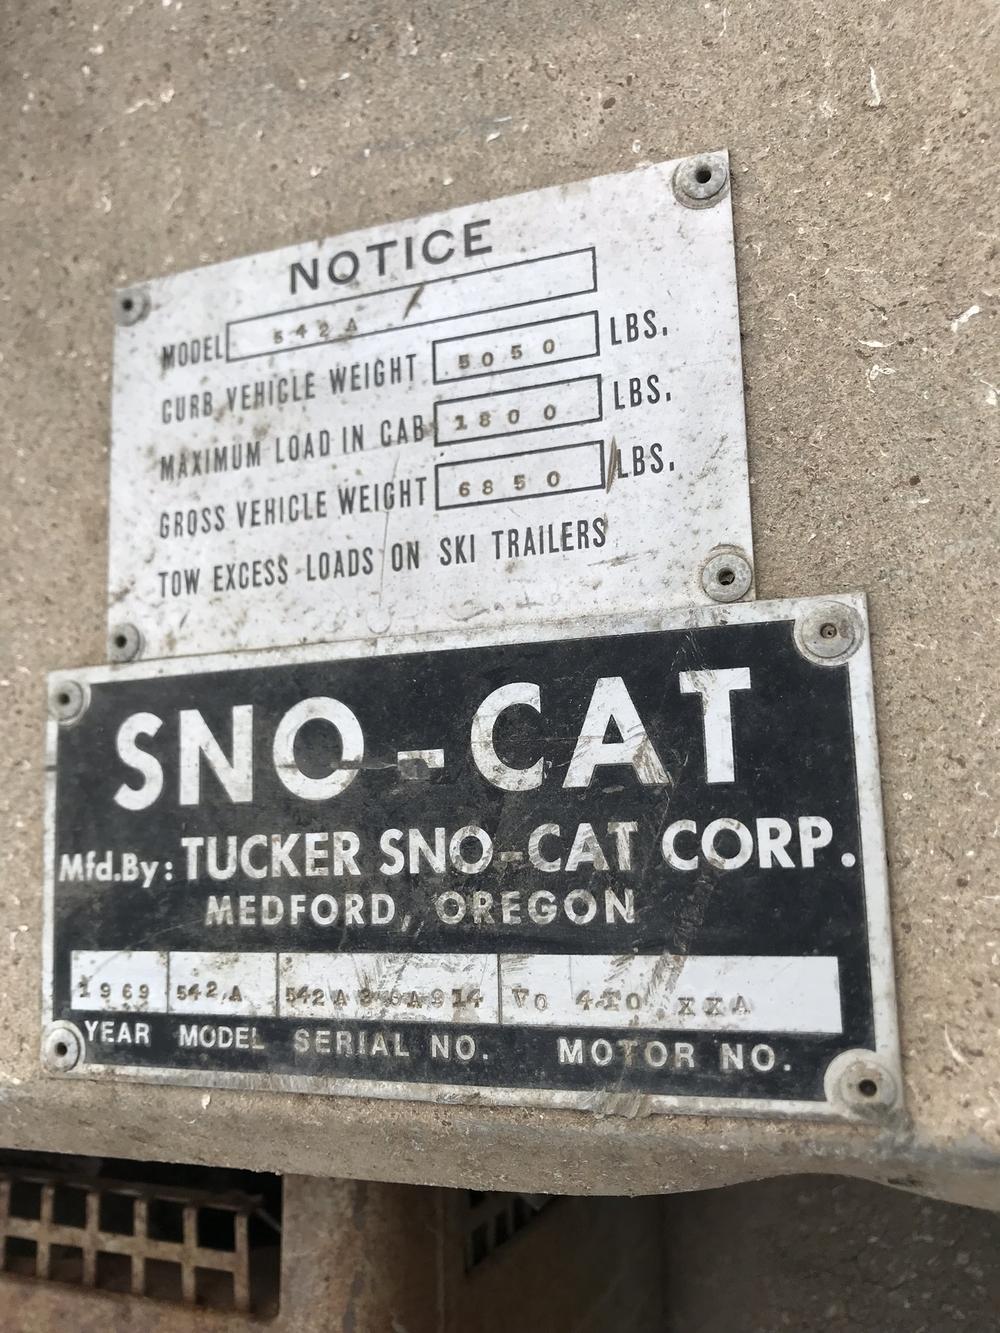 NOTICE
MODEL 542A
CURB VEHICLE WEIGHT 5050 LBS.
MAXIMUM LOAD IN CAB 1800 LBS.
GROSS VEHICLE WEIGHT 6850 LBS.
TOW EXCESS LOADS ON SKI TRAILERS
SNO-CAT
Mfd.By: TUCKER SNO-CAT CORP.
MEDFORD, OREGON
1969 542A XXA
YEAR MODEL SERIAL NO. MOTOR NO.